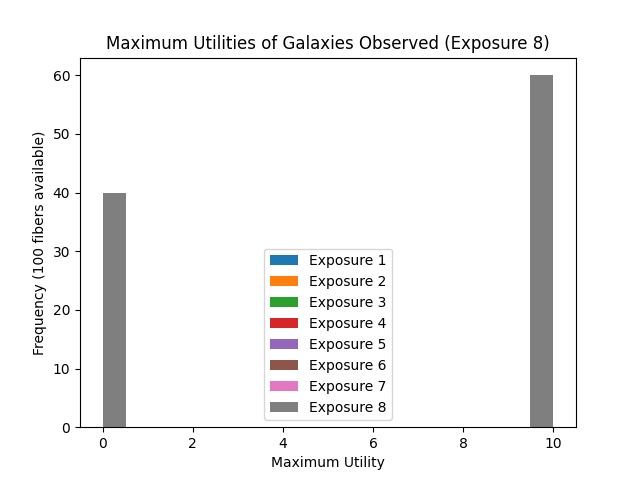 Maximum Utilities of Galaxies Observed (Exposure 8)
60
50
40
30
20
10
0
Frequency (100 fibers available)
Exposure 1
Exposure 2
Exposure 3
Exposure 4
Exposure 5
Exposure 6
Exposure 7
Exposure 8
0 2 4 6 8 10
Maximum Utility